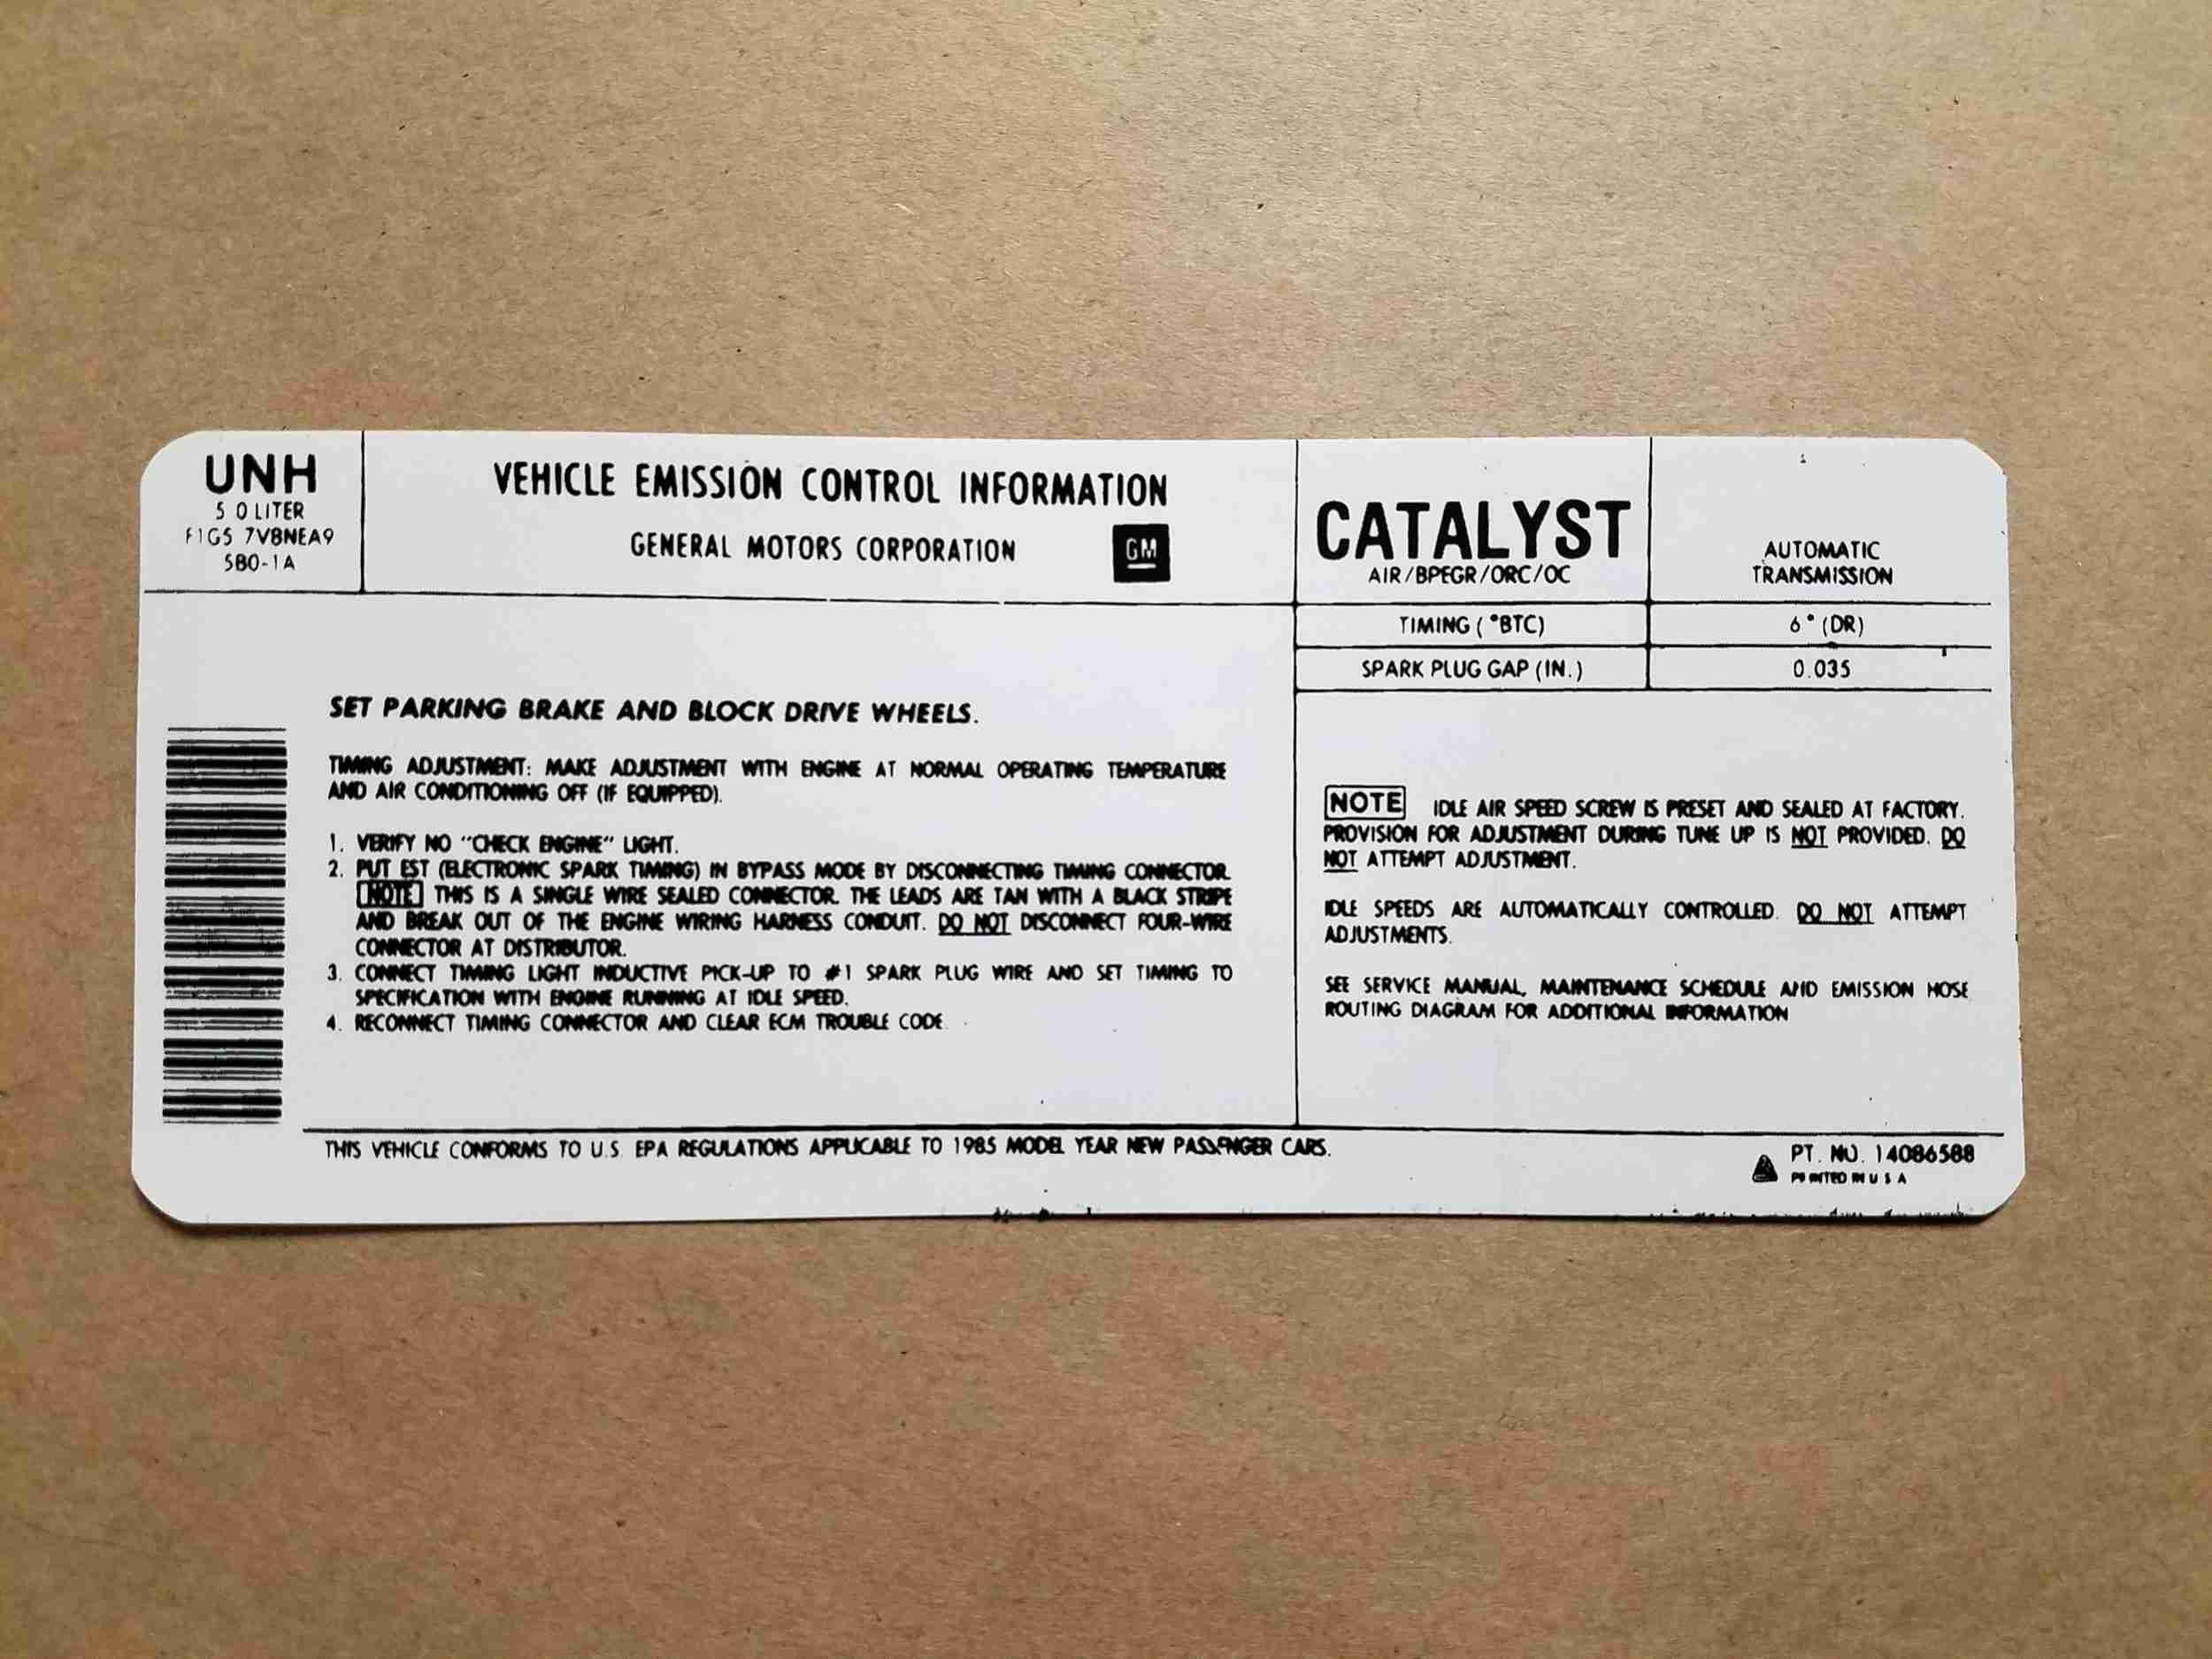 UNH
5 0 LITER
F1G5 7V8NEA9
5B0-1A
VEHICLE EMISSION CONTROL INFORMATION
GENERAL MOTORS CORPORATION
GM
CATALYST
AIR/BPEGR/ORC/OC
AUTOMATIC
TRANSMISSION
TIMING (°BTC)
6° (DR)
SPARK PLUG GAP (IN.)
0.035
SET PARKING BRAKE AND BLOCK DRIVE WHEELS.
TIMING ADJUSTMENT: MAKE ADJUSTMENT WITH ENGINE AT NORMAL OPERATING TEMPERATURE
AND AIR CONDITIONING OFF (IF EQUIPPED).
1. VERIFY NO "CHECK ENGINE" LIGHT.
2. PUT EST (ELECTRONIC SPARK TIMING) IN BYPASS MODE BY DISCONNECTING TIMING CONNECTOR.
NOTE THIS IS A SINGLE WIRE SEALED CONNECTOR. THE LEADS ARE TAN WITH A BLACK STRIPE
AND BREAK OUT OF THE ENGINE WIRING HARNESS CONDUIT. DO NOT DISCONNECT FOUR-WIRE
CONNECTOR AT DISTRIBUTOR.
3. CONNECT TIMING LIGHT INDUCTIVE PICK-UP TO #1 SPARK PLUG WIRE AND SET TIMING TO
SPECIFICATION WITH ENGINE RUNNING AT IDLE SPEED.
4. RECONNECT TIMING CONNECTOR AND CLEAR ECM TROUBLE CODE.
NOTE IDLE AIR SPEED SCREW IS PRESET AND SEALED AT FACTORY.
PROVISION FOR ADJUSTMENT DURING TUNE UP IS NOT PROVIDED. DO
NOT ATTEMPT ADJUSTMENT.
IDLE SPEEDS ARE AUTOMATICALLY CONTROLLED. DO NOT ATTEMPT
ADJUSTMENTS.
SEE SERVICE MANUAL, MAINTENANCE SCHEDULE AND EMISSION HOSE
ROUTING DIAGRAM FOR ADDITIONAL INFORMATION
THIS VEHICLE CONFORMS TO U.S. EPA REGULATIONS APPLICABLE TO 1985 MODEL YEAR NEW PASSENGER CARS.
PT. NO. 14086588
PRINTED IN U S A